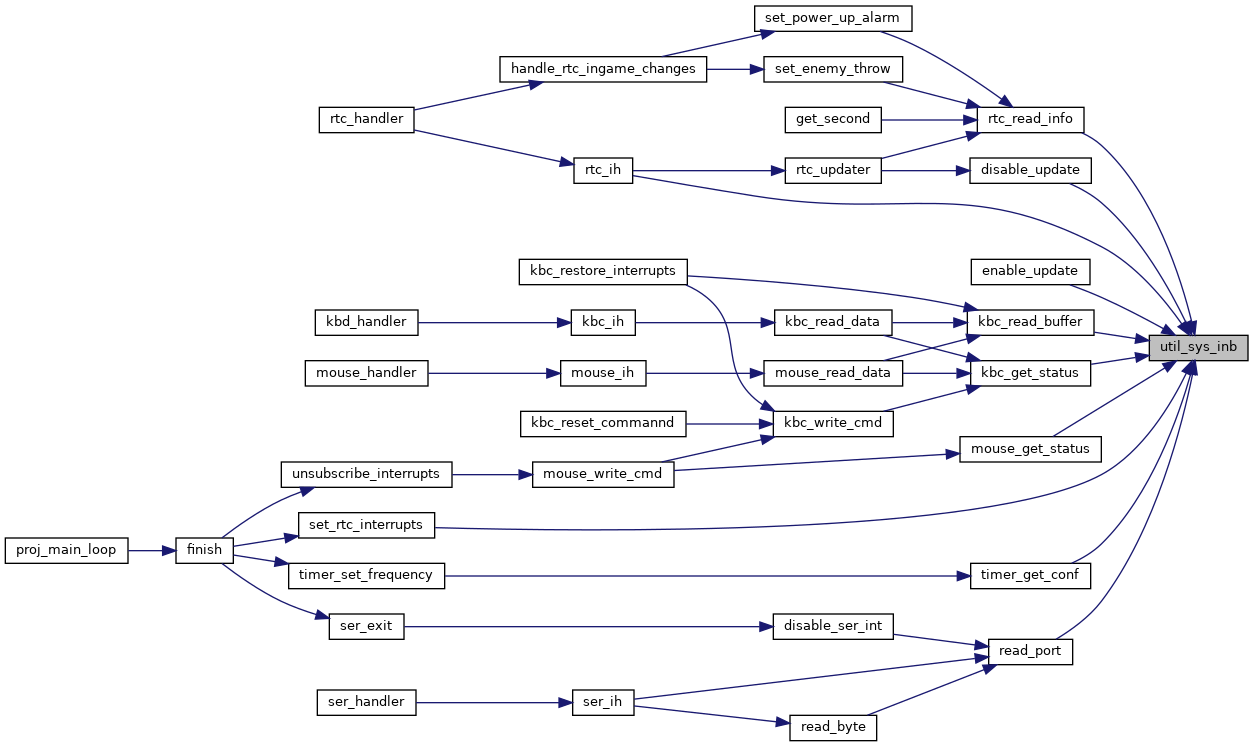 set_power_up_alarm
handle_rtc_ingame_changes
set_enemy_throw
rtc_handler
get_second
rtc_read_info
rtc_ih
rtc_updater
disable_update
kbc_restore_interrupts
enable_update
kbd_handler
kbc_ih
kbc_read_data
kbc_read_buffer
util_sys_inb
mouse_handler
mouse_ih
mouse_read_data
kbc_get_status
kbc_reset_commannd
kbc_write_cmd
mouse_get_status
unsubscribe_interrupts
mouse_write_cmd
set_rtc_interrupts
proj_main_loop
finish
timer_set_frequency
timer_get_conf
ser_exit
disable_ser_int
read_port
ser_handler
ser_ih
read_byte